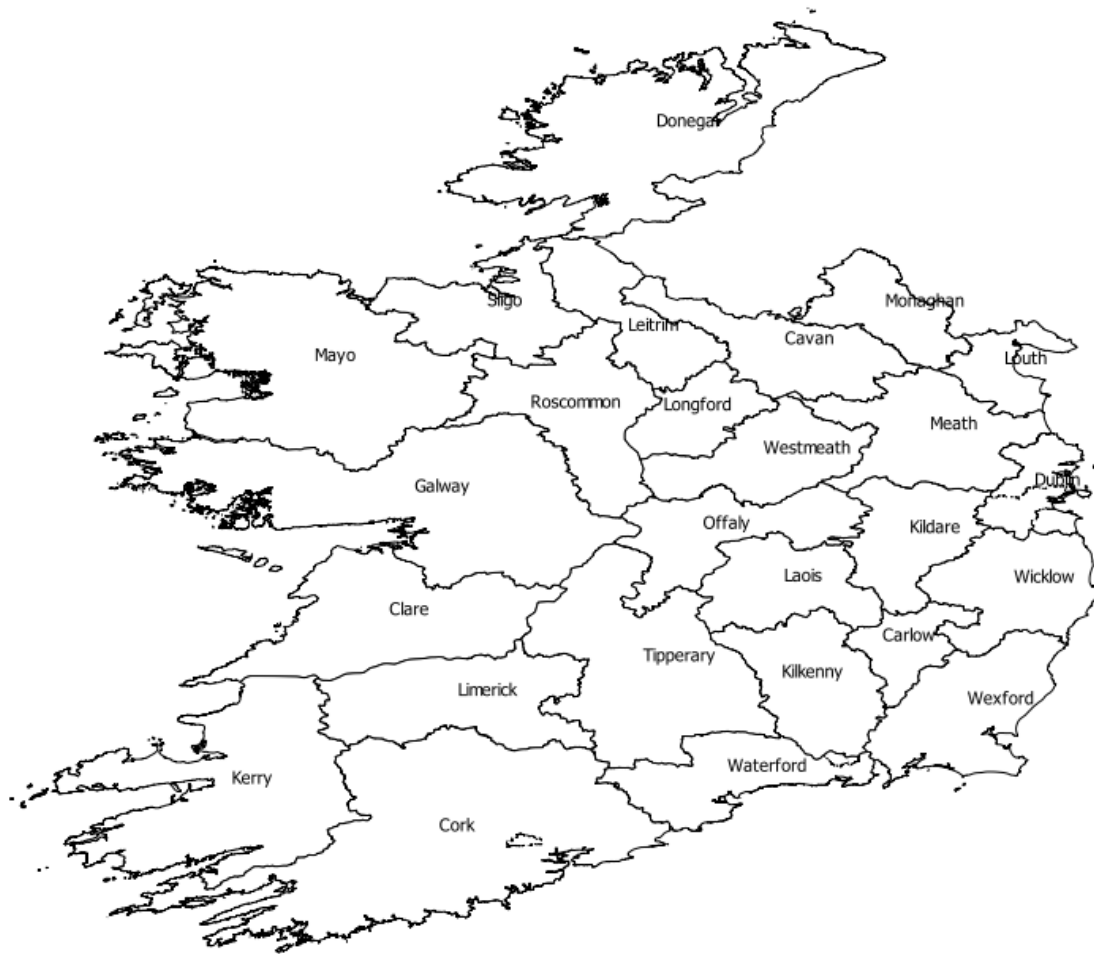 Donegal
Monaghan
Sligo
Leitrim
Cavan
Mayo
Louth
Roscommon
Longford
Meath
Westmeath
Dublin
Galway
Offaly
Kildare
Laois
Wicklow
Clare
Carlow
Tipperary
Kilkenny
Limerick
Wexford
Waterford
Kerry
Cork